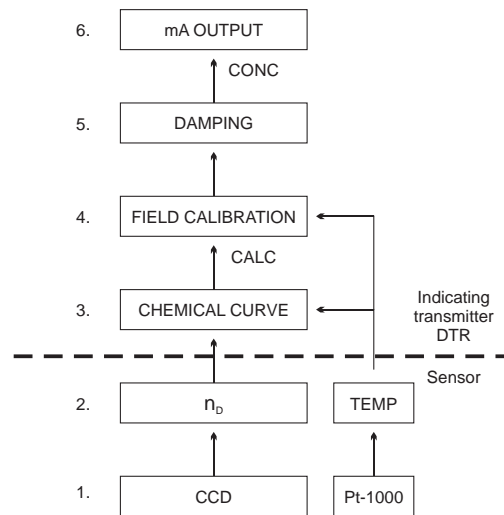 6. mA OUTPUT
CONC
5. DAMPING
4. FIELD CALIBRATION
CALC
3. CHEMICAL CURVE
Indicating
transmitter
DTR
Sensor
2. nD TEMP
1. CCD Pt-1000